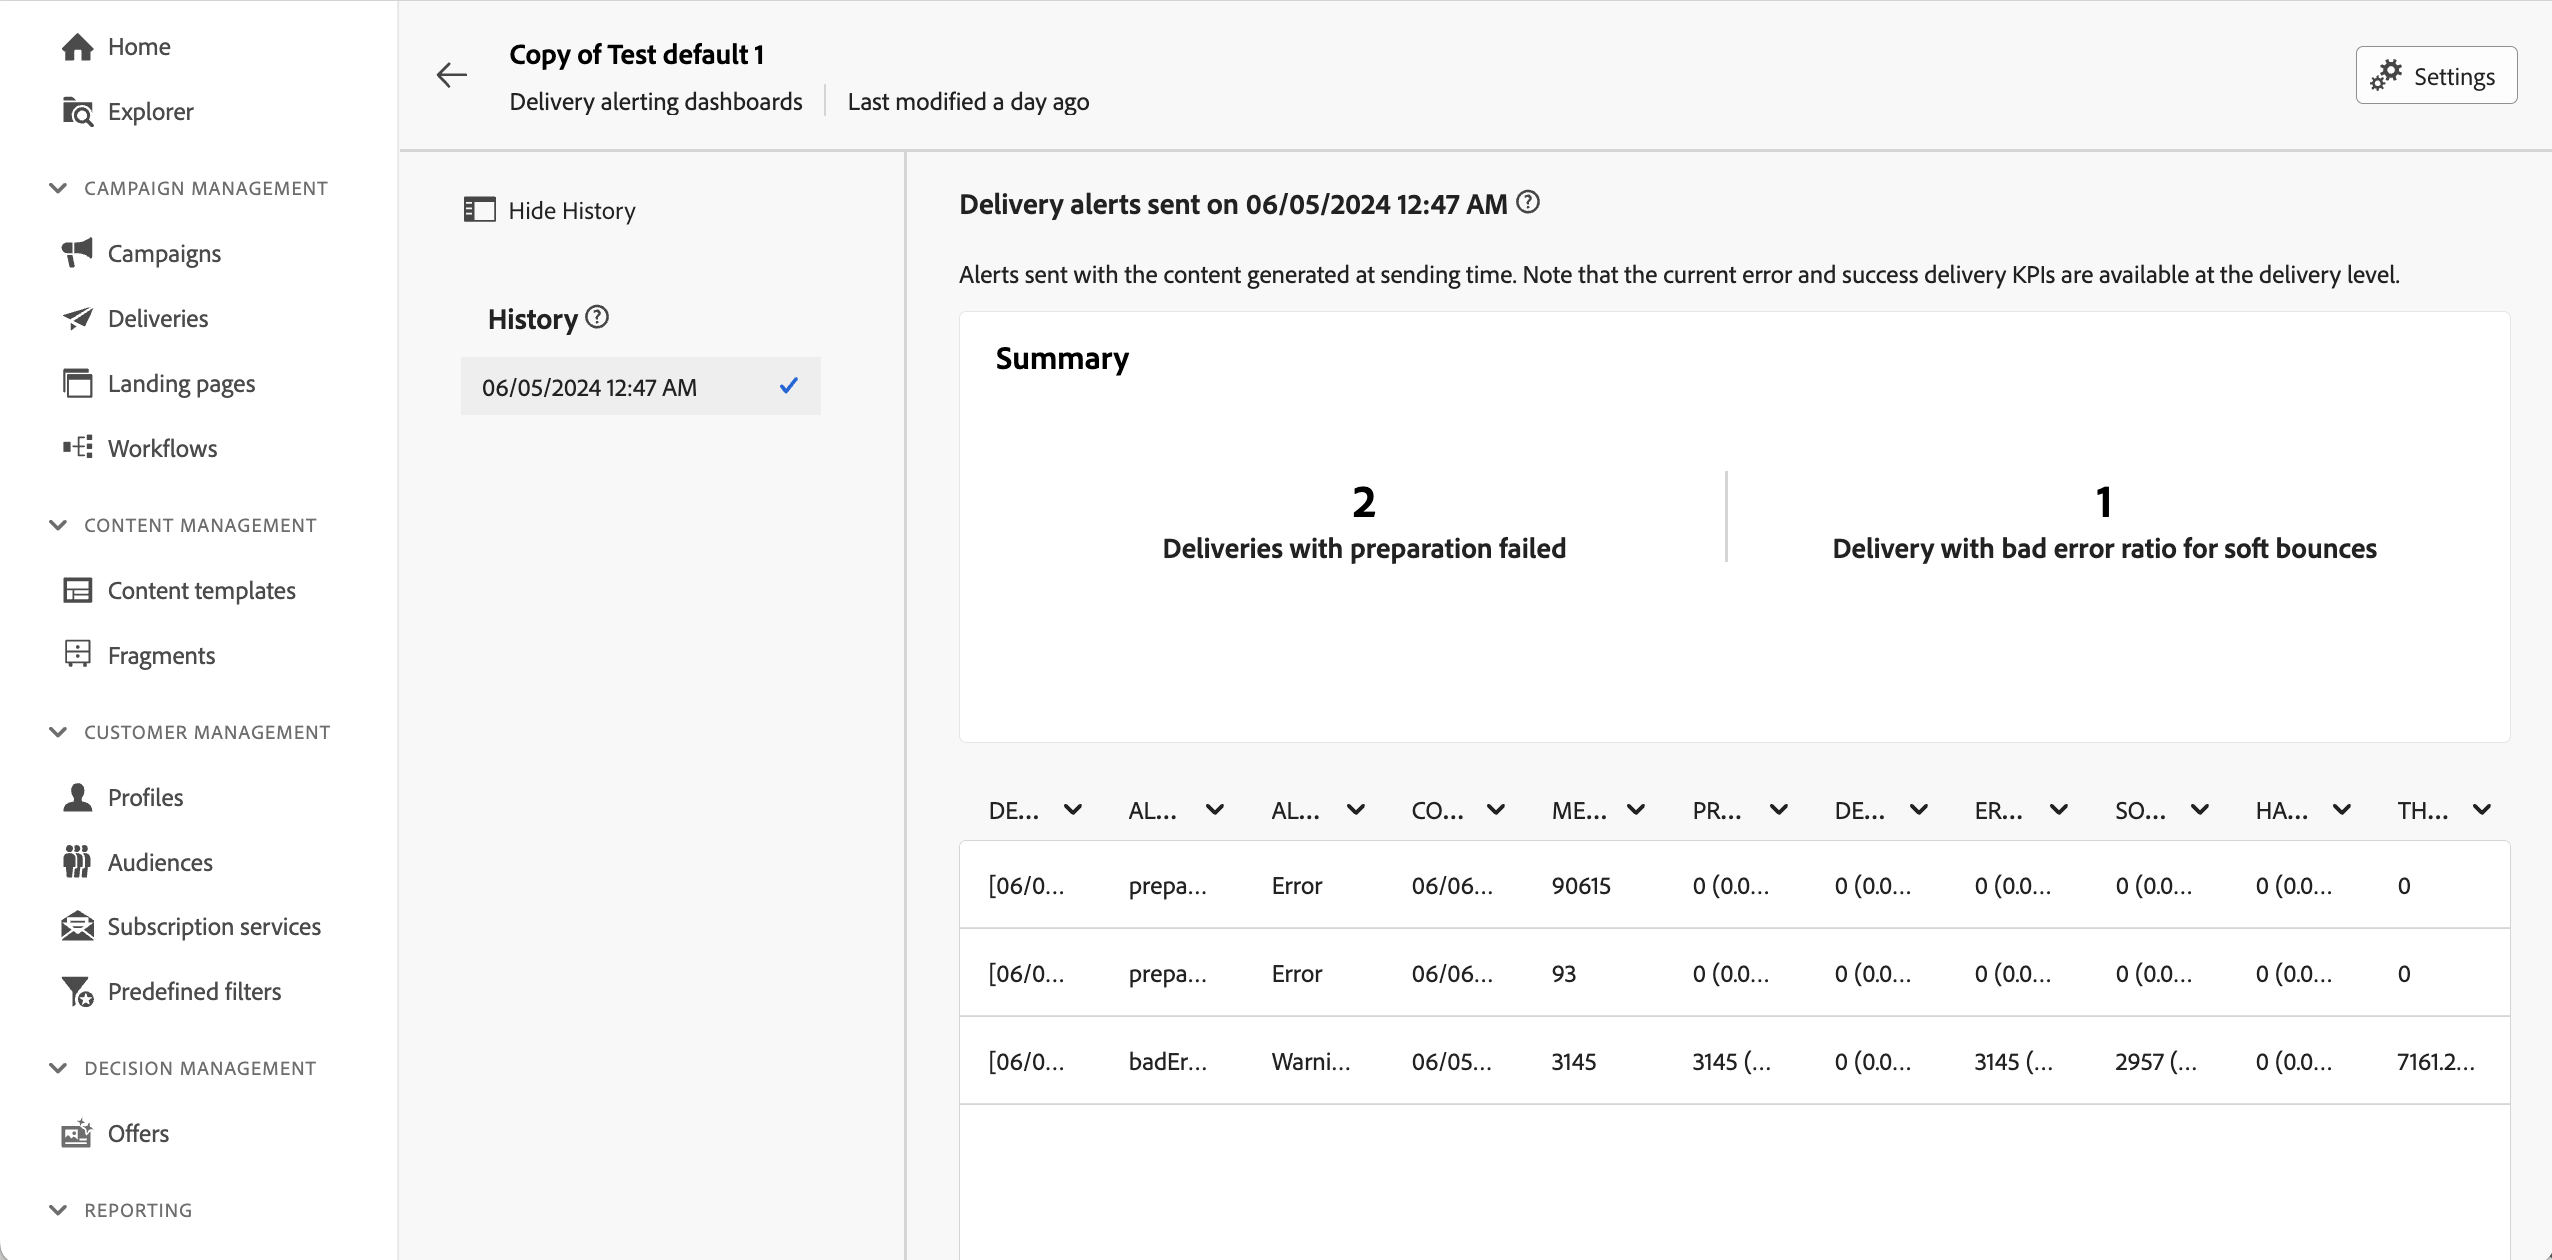 Home
Explorer
CAMPAIGN MANAGEMENT
Campaigns
Deliveries
Landing pages
Workflows
CONTENT MANAGEMENT
Content templates
Fragments
CUSTOMER MANAGEMENT
Profiles
Audiences
Subscription services
Predefined filters
DECISION MANAGEMENT
Offers
REPORTING
Copy of Test default 1
Delivery alerting dashboards
Last modified a day ago
Settings
Hide History
History
06/05/2024 12:47 AM
Delivery alerts sent on 06/05/2024 12:47 AM
Alerts sent with the content generated at sending time. Note that the current error and success delivery KPIs are available at the delivery level.
Summary
2
Deliveries with preparation failed
1
Delivery with bad error ratio for soft bounces
DE... AL... AL... CO... ME... PR... DE... ER... SO... HA... TH...
[06/0... prepa... Error 06/06... 90615 0 (0.0... 0 (0.0... 0 (0.0... 0 (0.0... 0 (0.0... 0
[06/0... prepa... Error 06/06... 93 0 (0.0... 0 (0.0... 0 (0.0... 0 (0.0... 0 (0.0... 0
[06/0... badEr... Warni... 06/05... 3145 3145 (... 0 (0.0... 3145 (... 2957 (... 0 (0.0... 7161.2...